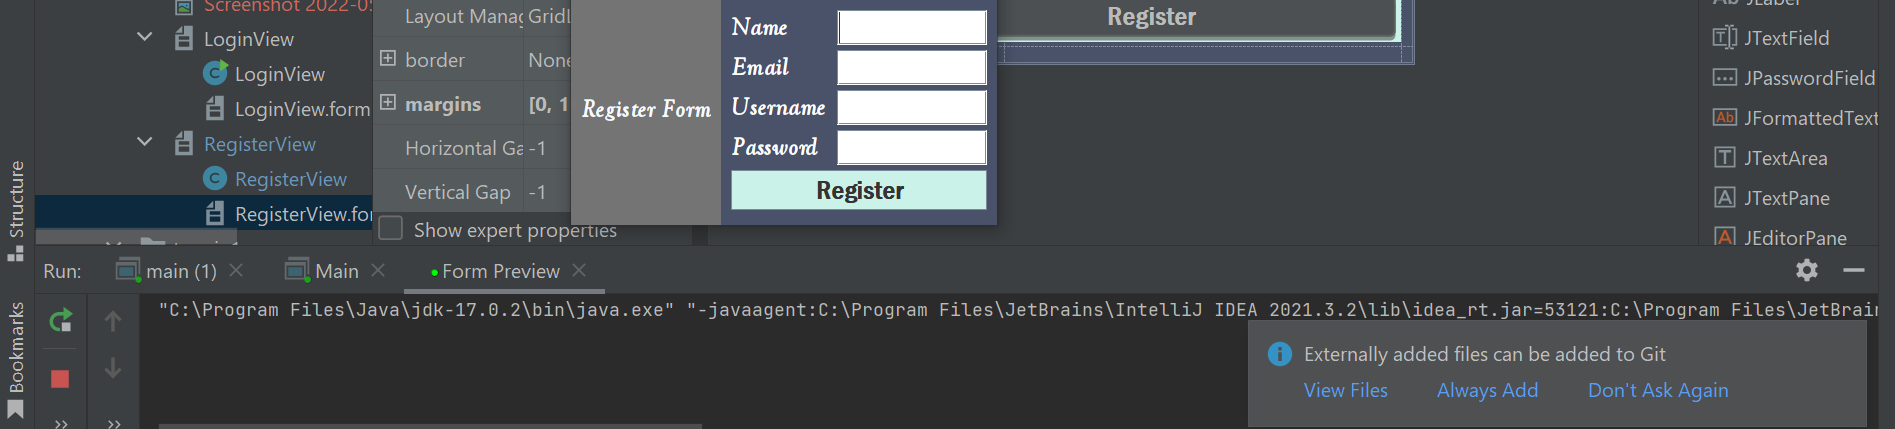 Screenshot 2022-05
LoginView
LoginView
LoginView.form
RegisterView
RegisterView
RegisterView.fo
Layout Manag GridL
border None
margins [0, 1
Horizontal Ga -1
Vertical Gap -1
Show expert properties
Register Form
Name
Email
Username
Password
Register
Register
JLabel
JTextField
JPasswordField
JFormattedText
JTextArea
JTextPane
JEditorPane
Structure
Bookmarks
Run: main (1) Main Form Preview
"C:\Program Files\Java\jdk-17.0.2\bin\java.exe" "-javaagent:C:\Program Files\JetBrains\IntelliJ IDEA 2021.3.2\lib\idea_rt.jar=53121:C:\Program Files\JetBrain
Externally added files can be added to Git
View Files Always Add Don't Ask Again